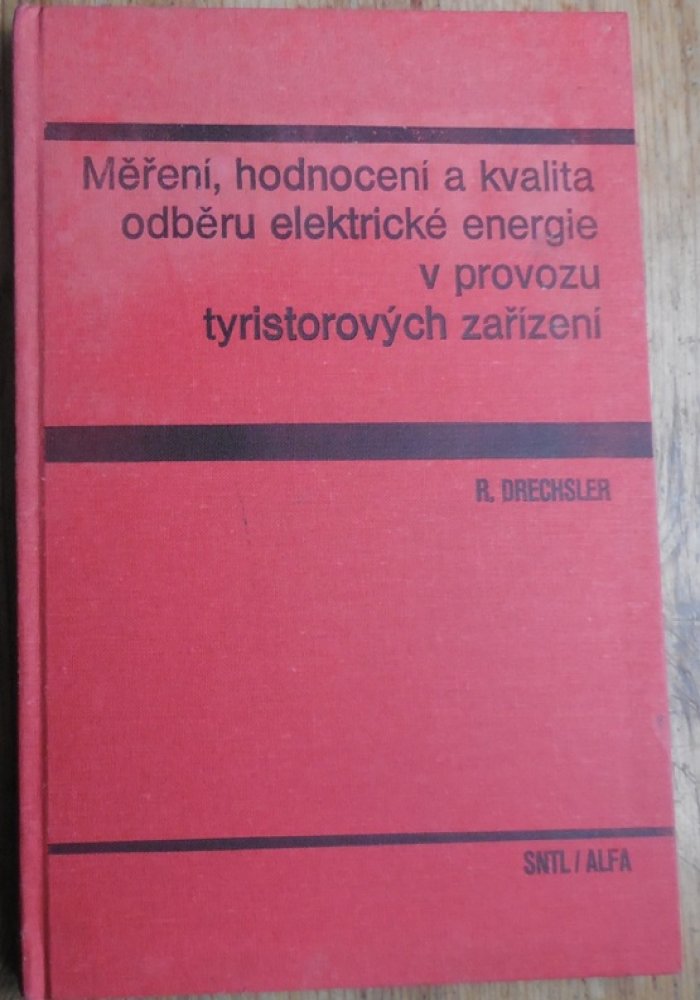 Měření, hodnocení a kvalita
odběru elektrické energie
v provozu
tyristorových zařízení
R. DRECHSLER
SNTL / ALFA